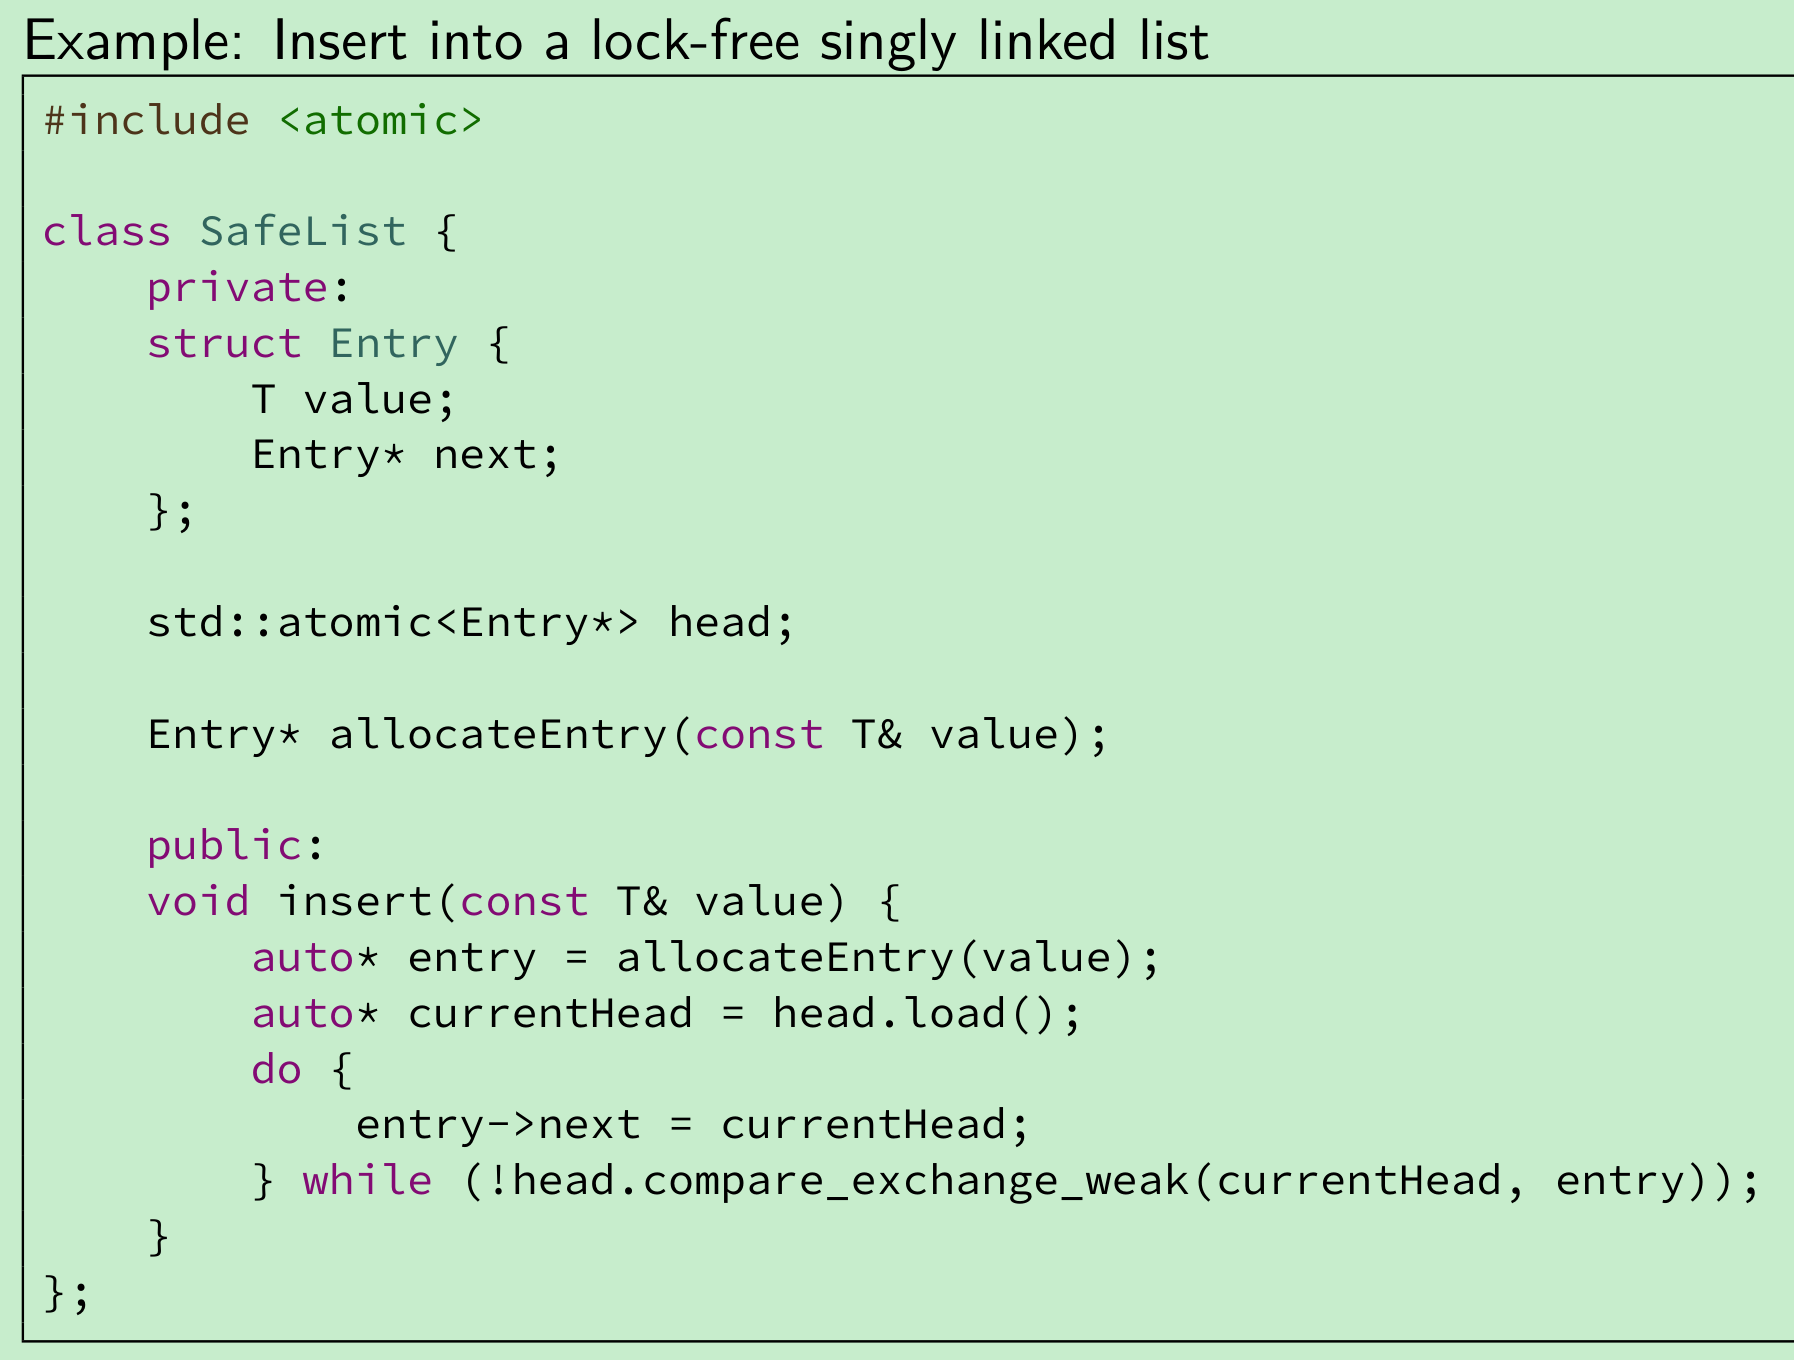 Example: Insert into a lock-free singly linked list
#include <atomic>
class SafeList {
private:
struct Entry {
T value;
Entry* next;
};
std::atomic<Entry*> head;
Entry* allocateEntry(const T& value);
public:
void insert(const T& value) {
auto* entry = allocateEntry(value);
auto* currentHead = head.load();
do {
entry->next = currentHead;
} while (!head.compare_exchange_weak(currentHead, entry));
}
};